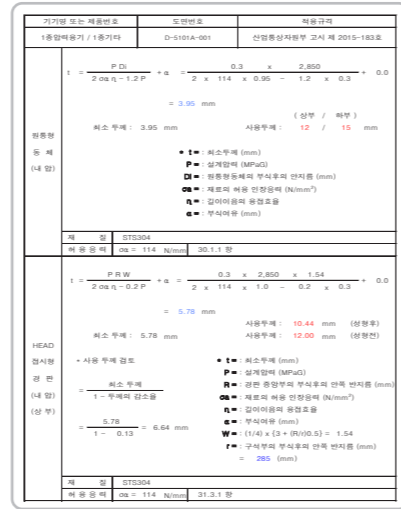 기기명 또는 제품번호 도면번호 적용규격
1종압력용기 / 1종기타 D-5101A-001 산업통상자원부 고시 제 2015-183호
P Di 0.3 x 2,850
t = + α = + 0.0
2 σa η - 1.2 P 2 x 114 x 0.95 - 1.2 x 0.3
= 3.95 mm
( 상부 / 하부 )
최소 두께 : 3.95 mm 사용두께 : 12 / 15 mm
원통형
동 체
(내 압)
• t = : 최소두께 (mm)
P = : 설계압력 (MPaG)
Di = : 원통형동체의 부식후의 안지름 (mm)
σa = : 재료의 허용 인장응력 (N/mm²)
η = : 길이이음의 용접효율
α = : 부식여유 (mm)
재 질 STS304
허 용 응 력 σa = 114 N/mm 30.1.1 항
P R W 0.3 x 2,850 x 1.54
t = + α = + 0.0
2 σa η - 0.2 P 2 x 114 x 1.0 - 0.2 x 0.3
= 5.78 mm
사용두께 : 10.44 mm (성형후)
최소 두께 : 5.78 mm 사용두께 : 12.00 mm (성형전)
HEAD
접시형
경 판
(내 압)
(상 부)
• 사용 두께 검토 • t = : 최소두께 (mm)
P = : 설계압력 (MPaG)
최소 두께 R = : 경판 중앙부의 부식후의 안쪽 반지름 (mm)
=
1 - 두께의 감소율 σa = : 재료의 허용 인장응력 (N/mm²)
η = : 길이이음의 용접효율
5.78 α = : 부식여유 (mm)
= = 6.64 mm
1 - 0.13 W = : (1/4) x {3 + (R/r)0.5} = 1.54
r = : 구석부의 부식후의 안쪽 반지름 (mm)
= 285 (mm)
재 질 STS304
허 용 응 력 σa = 114 N/mm 31.3.1 항